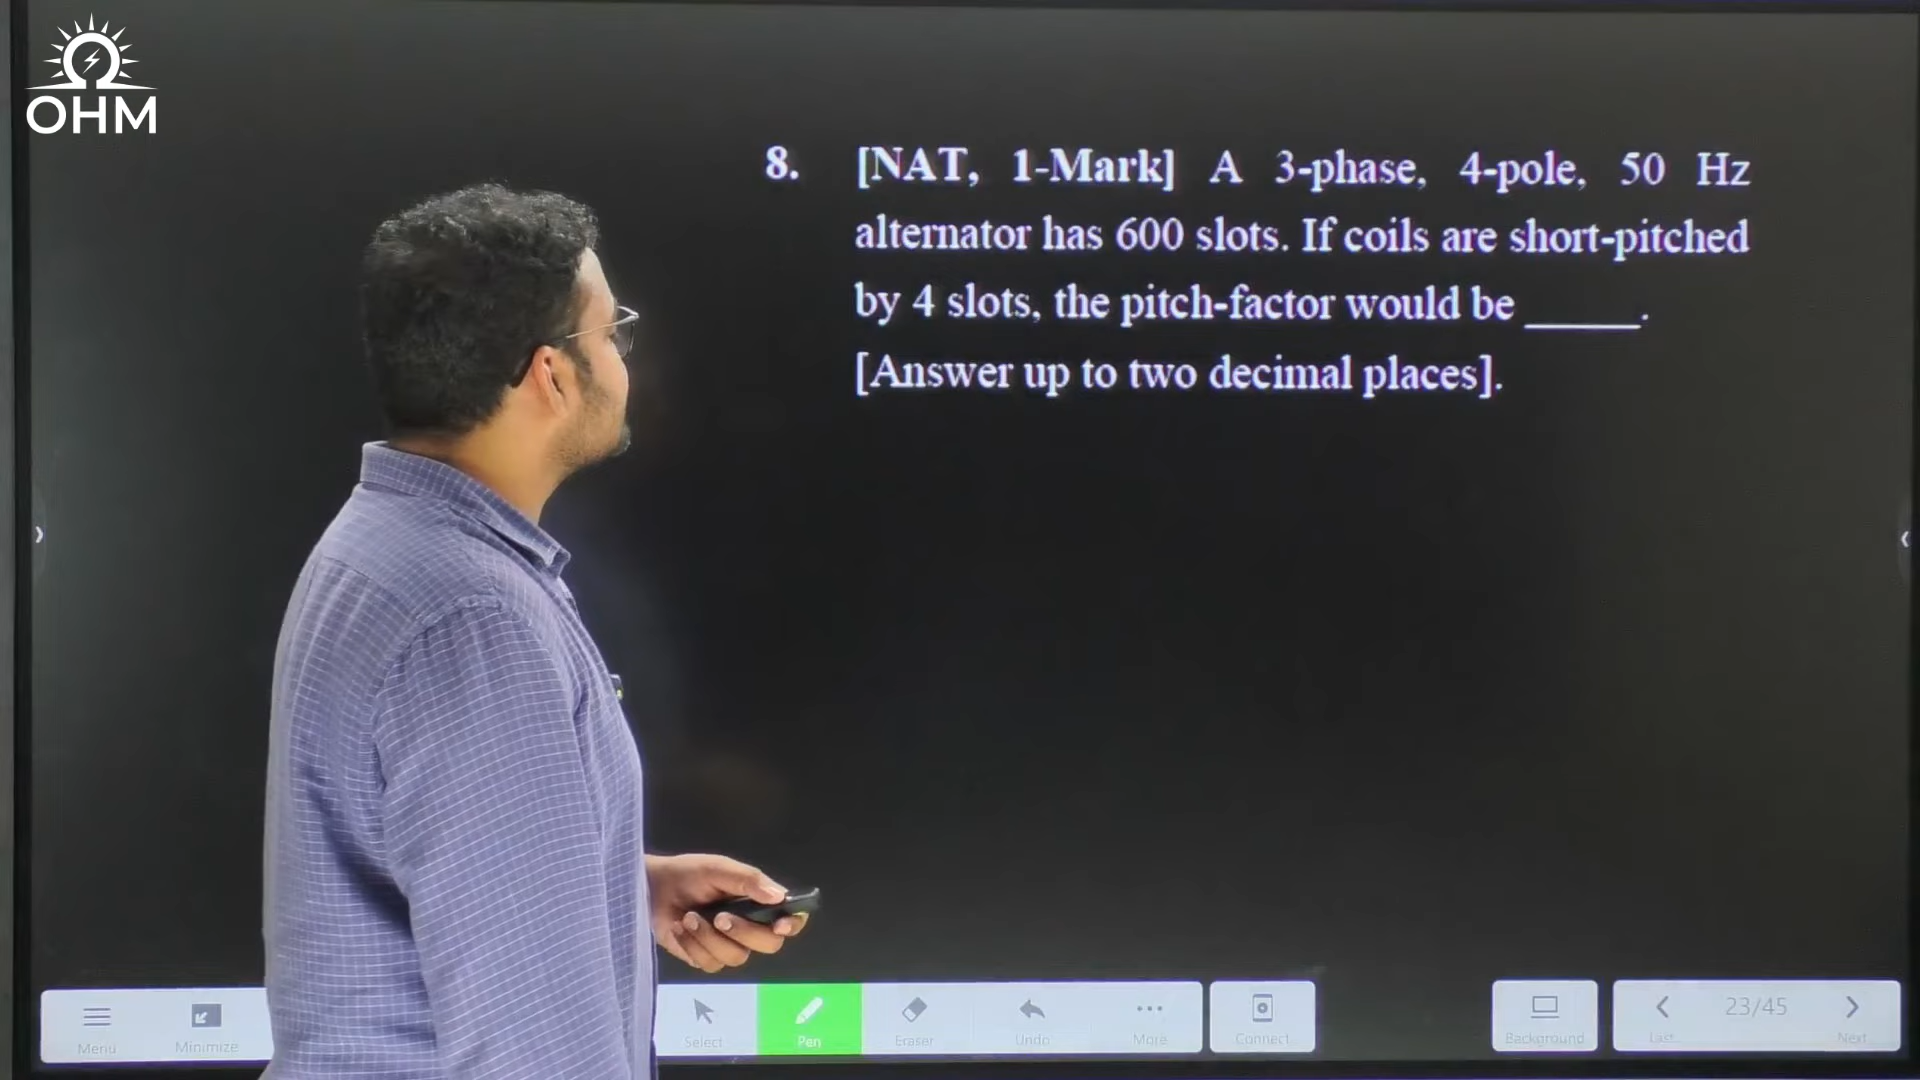 OHM
8. [NAT, 1-Mark] A 3-phase, 4-pole, 50 Hz
alternator has 600 slots. If coils are short-pitched
by 4 slots, the pitch-factor would be _____.
[Answer up to two decimal places].
Menu Minimize Select Pen Eraser Undo More Connect Background Last... 23/45 Next